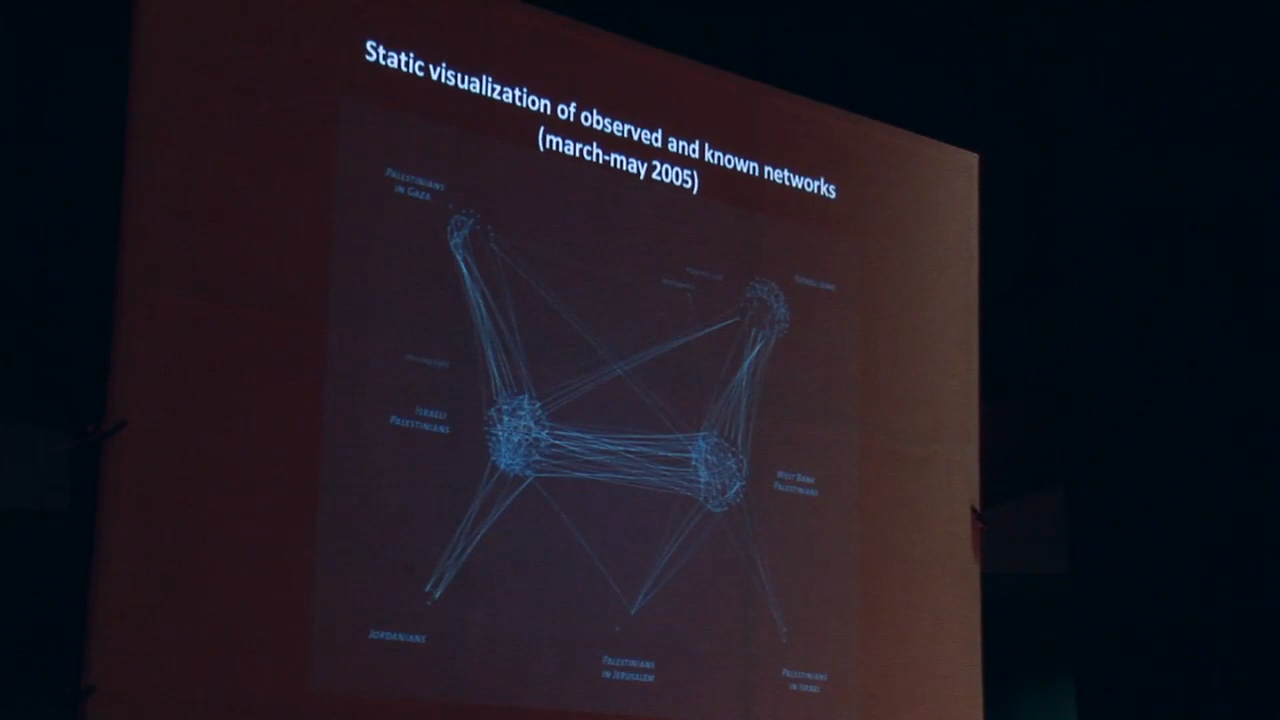 Static visualization of observed and known networks
(march-may 2005)
PALESTINIANS
IN GAZA
ISRAELI
PALESTINIANS
WEST BANK
PALESTINIANS
JORDANIANS
PALESTINIANS
IN JERUSALEM
PALESTINIANS
IN ISRAEL